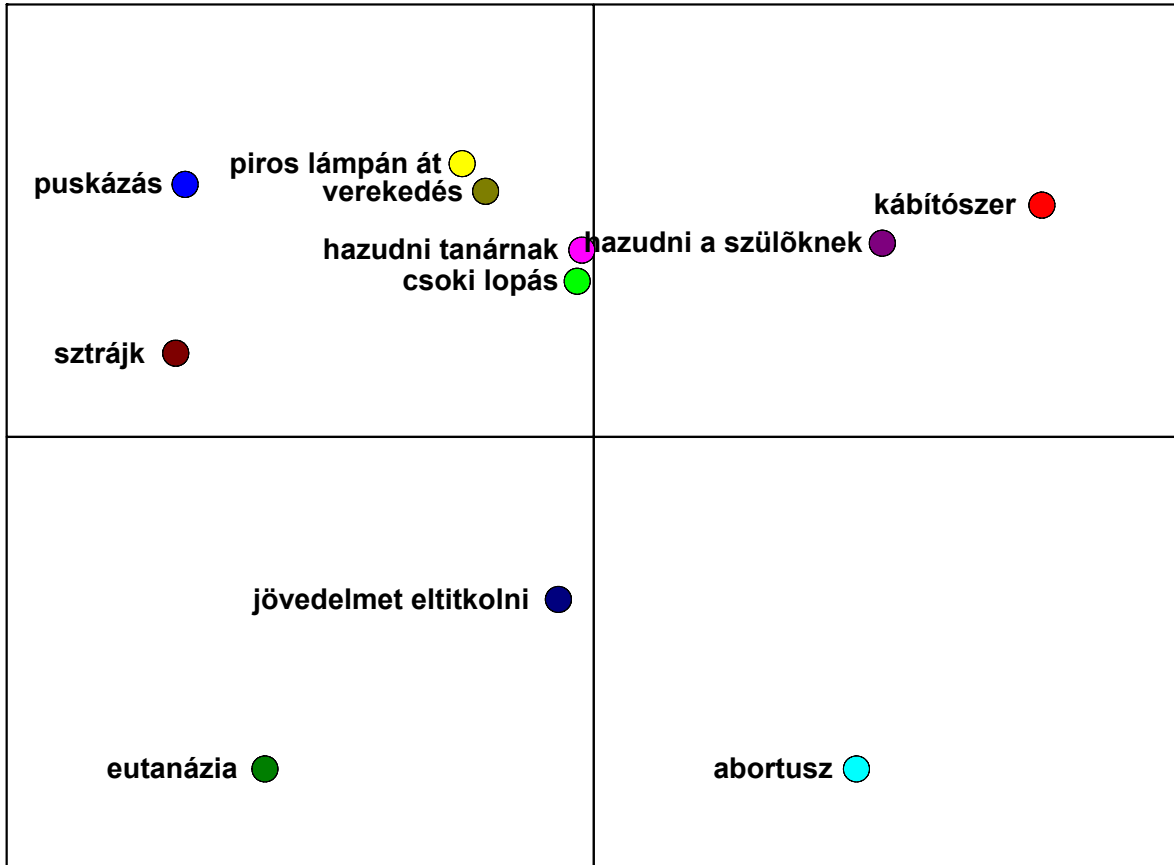 piros lámpán át
puskázás
verekedés
kábítószer
hazudni tanárnak
hazudni a szülõknek
csoki lopás
sztrájk
jövedelmet eltitkolni
eutanázia
abortusz